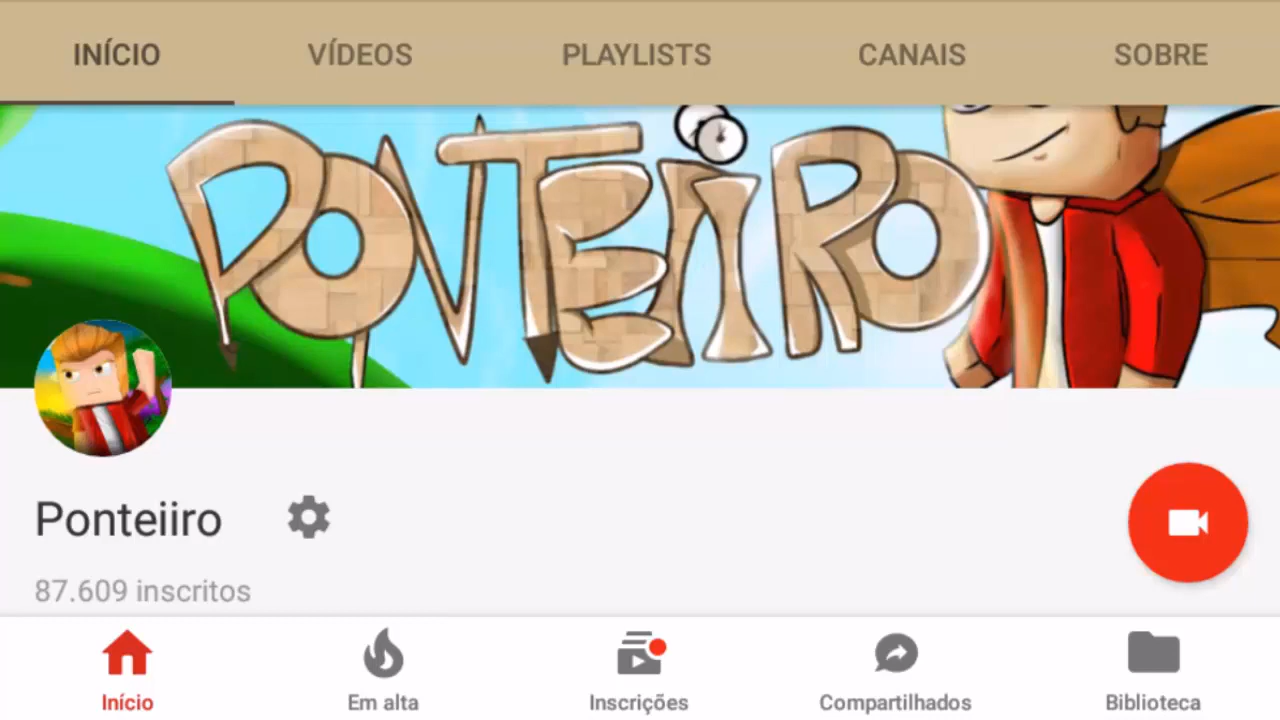 INÍCIO VÍDEOS PLAYLISTS CANAIS SOBRE
PONTEIIRO
Ponteiiro
87.609 inscritos
Início Em alta Inscrições Compartilhados Biblioteca